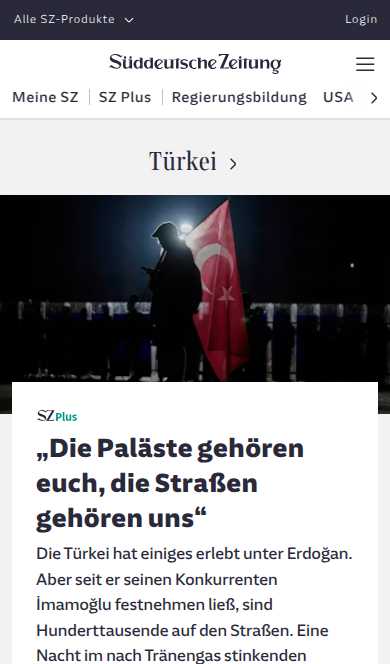 Alle SZ-Produkte
Login
Süddeutsche Zeitung
Meine SZ
SZ Plus
Regierungsbildung
USA
Türkei
SZ Plus
„Die Paläste gehören
euch, die Straßen
gehören uns“
Die Türkei hat einiges erlebt unter Erdoğan.
Aber seit er seinen Konkurrenten
İmamoğlu festnehmen ließ, sind
Hunderttausende auf den Straßen. Eine
Nacht im nach Tränengas stinkenden